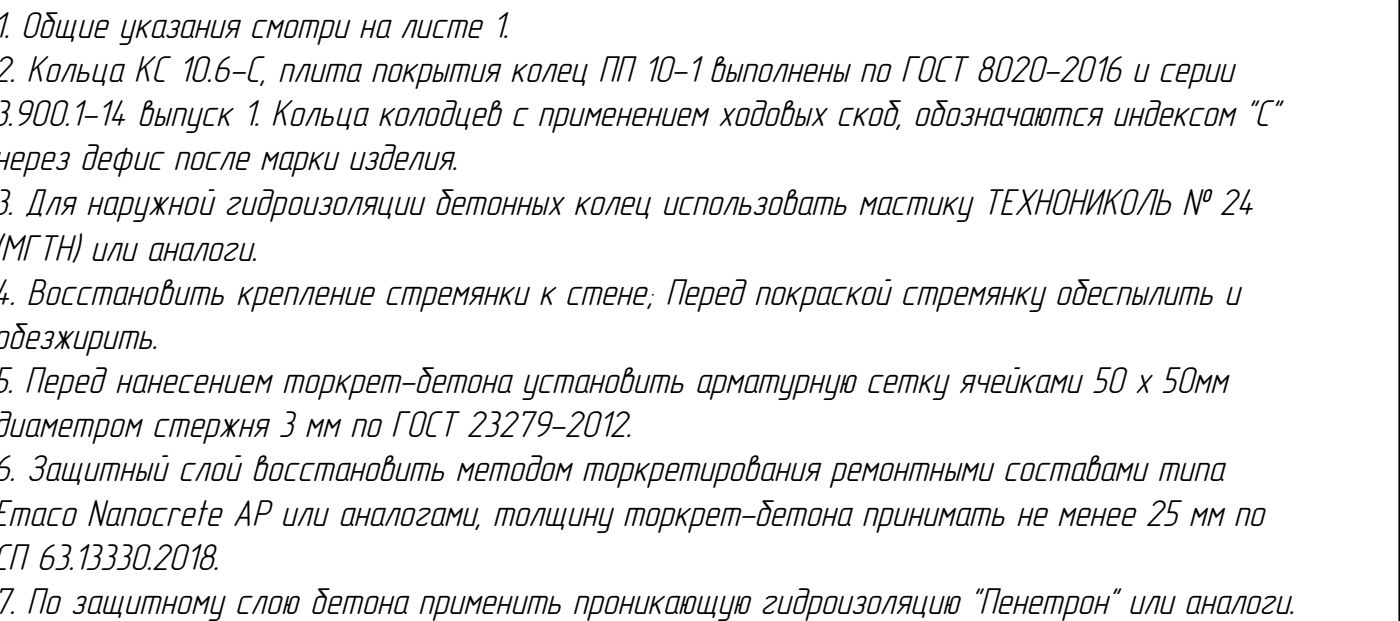 1. Общие указания смотри на листе 1.
2. Кольца КС 10.6-С, плита покрытия колец ПП 10-1 выполнены по ГОСТ 8020-2016 и серии
3.900.1-14 выпуск 1. Кольца колодцев с применением ходовых скоб, обозначаются индексом "С"
через дефис после марки изделия.
3. Для наружной гидроизоляции бетонных колец использовать мастику ТЕХНОНИКОЛЬ № 24
(МГТН) или аналоги.
4. Восстановить крепление стремянки к стене; Перед покраской стремянку обеспылить и
обезжирить.
5. Перед нанесением торкрет-бетона установить арматурную сетку ячейками 50 х 50мм
диаметром стержня 3 мм по ГОСТ 23279-2012.
6. Защитный слой восстановить методом торкретирования ремонтными составами типа
Emaco Nanocrete AP или аналогами, толщину торкрет-бетона принимать не менее 25 мм по
СП 63.13330.2018.
7. По защитному слою бетона применить проникающую гидроизоляцию "Пенетрон" или аналоги.